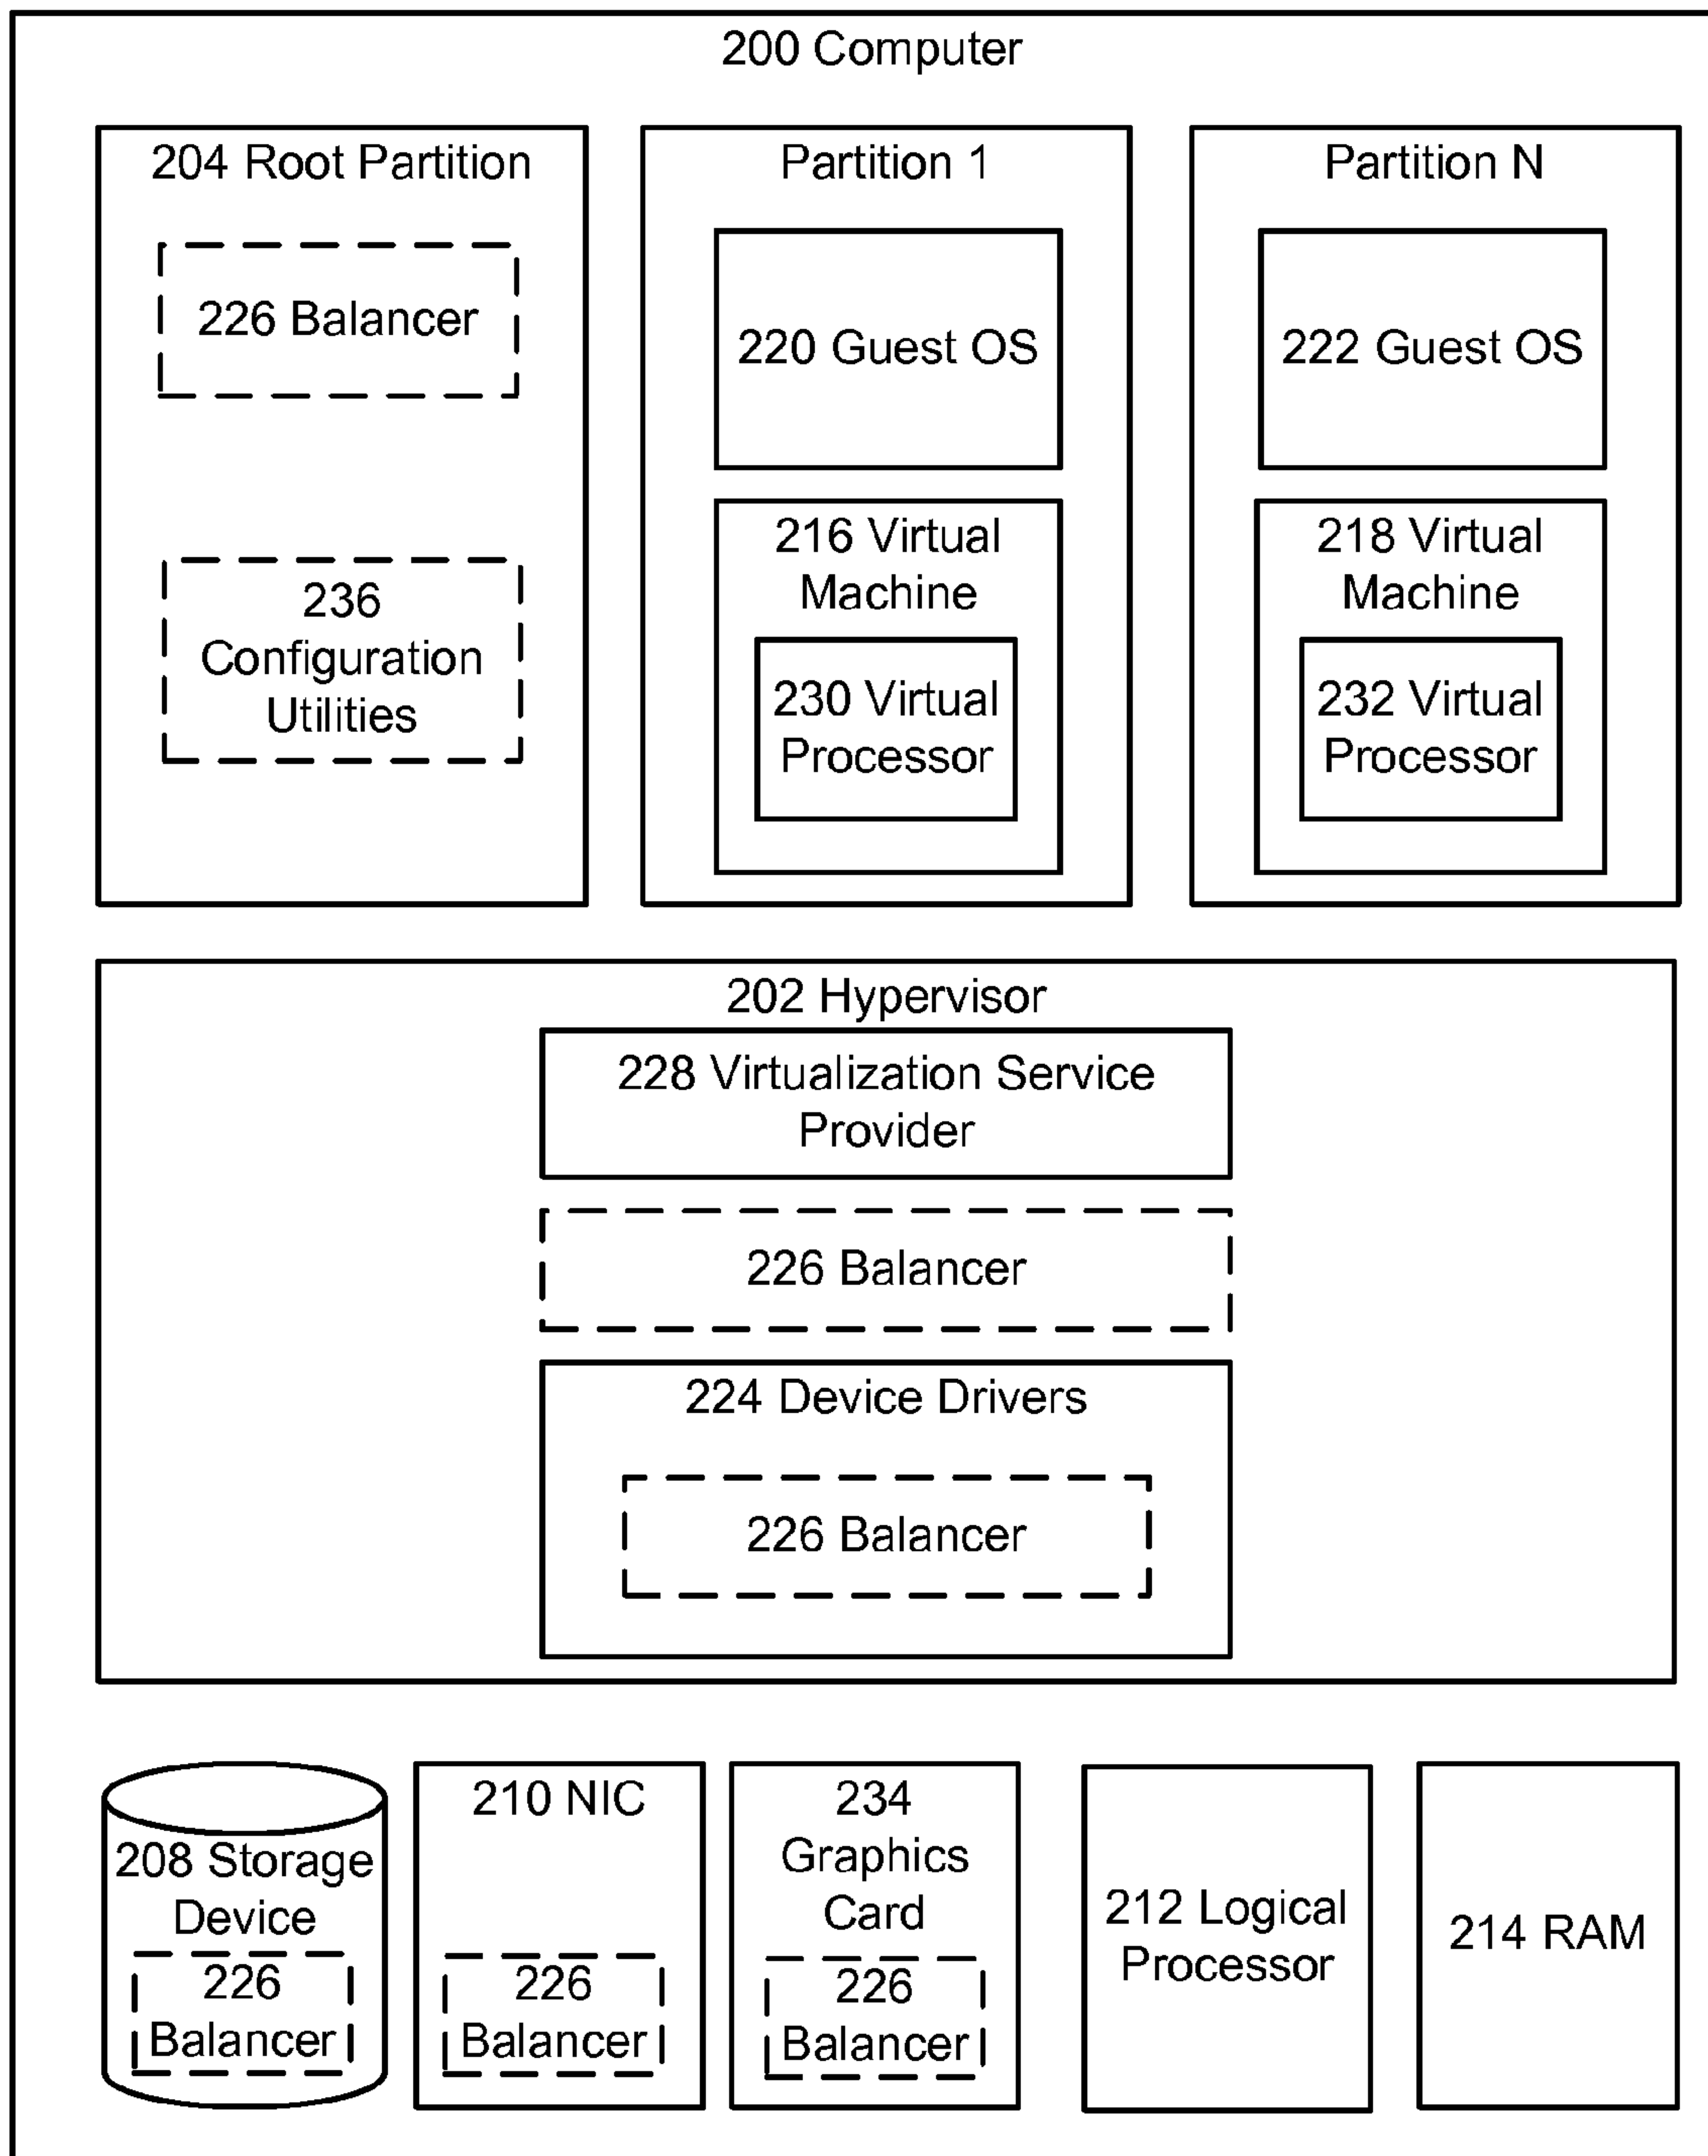 200 Computer
204 Root Partition
226 Balancer
236
Configuration
Utilities
Partition 1
220 Guest OS
216 Virtual
Machine
230 Virtual
Processor
Partition N
222 Guest OS
218 Virtual
Machine
232 Virtual
Processor
202 Hypervisor
228 Virtualization Service
Provider
226 Balancer
224 Device Drivers
226 Balancer
208 Storage
Device
226
Balancer
210 NIC
226
Balancer
234
Graphics
Card
226
Balancer
212 Logical
Processor
214 RAM